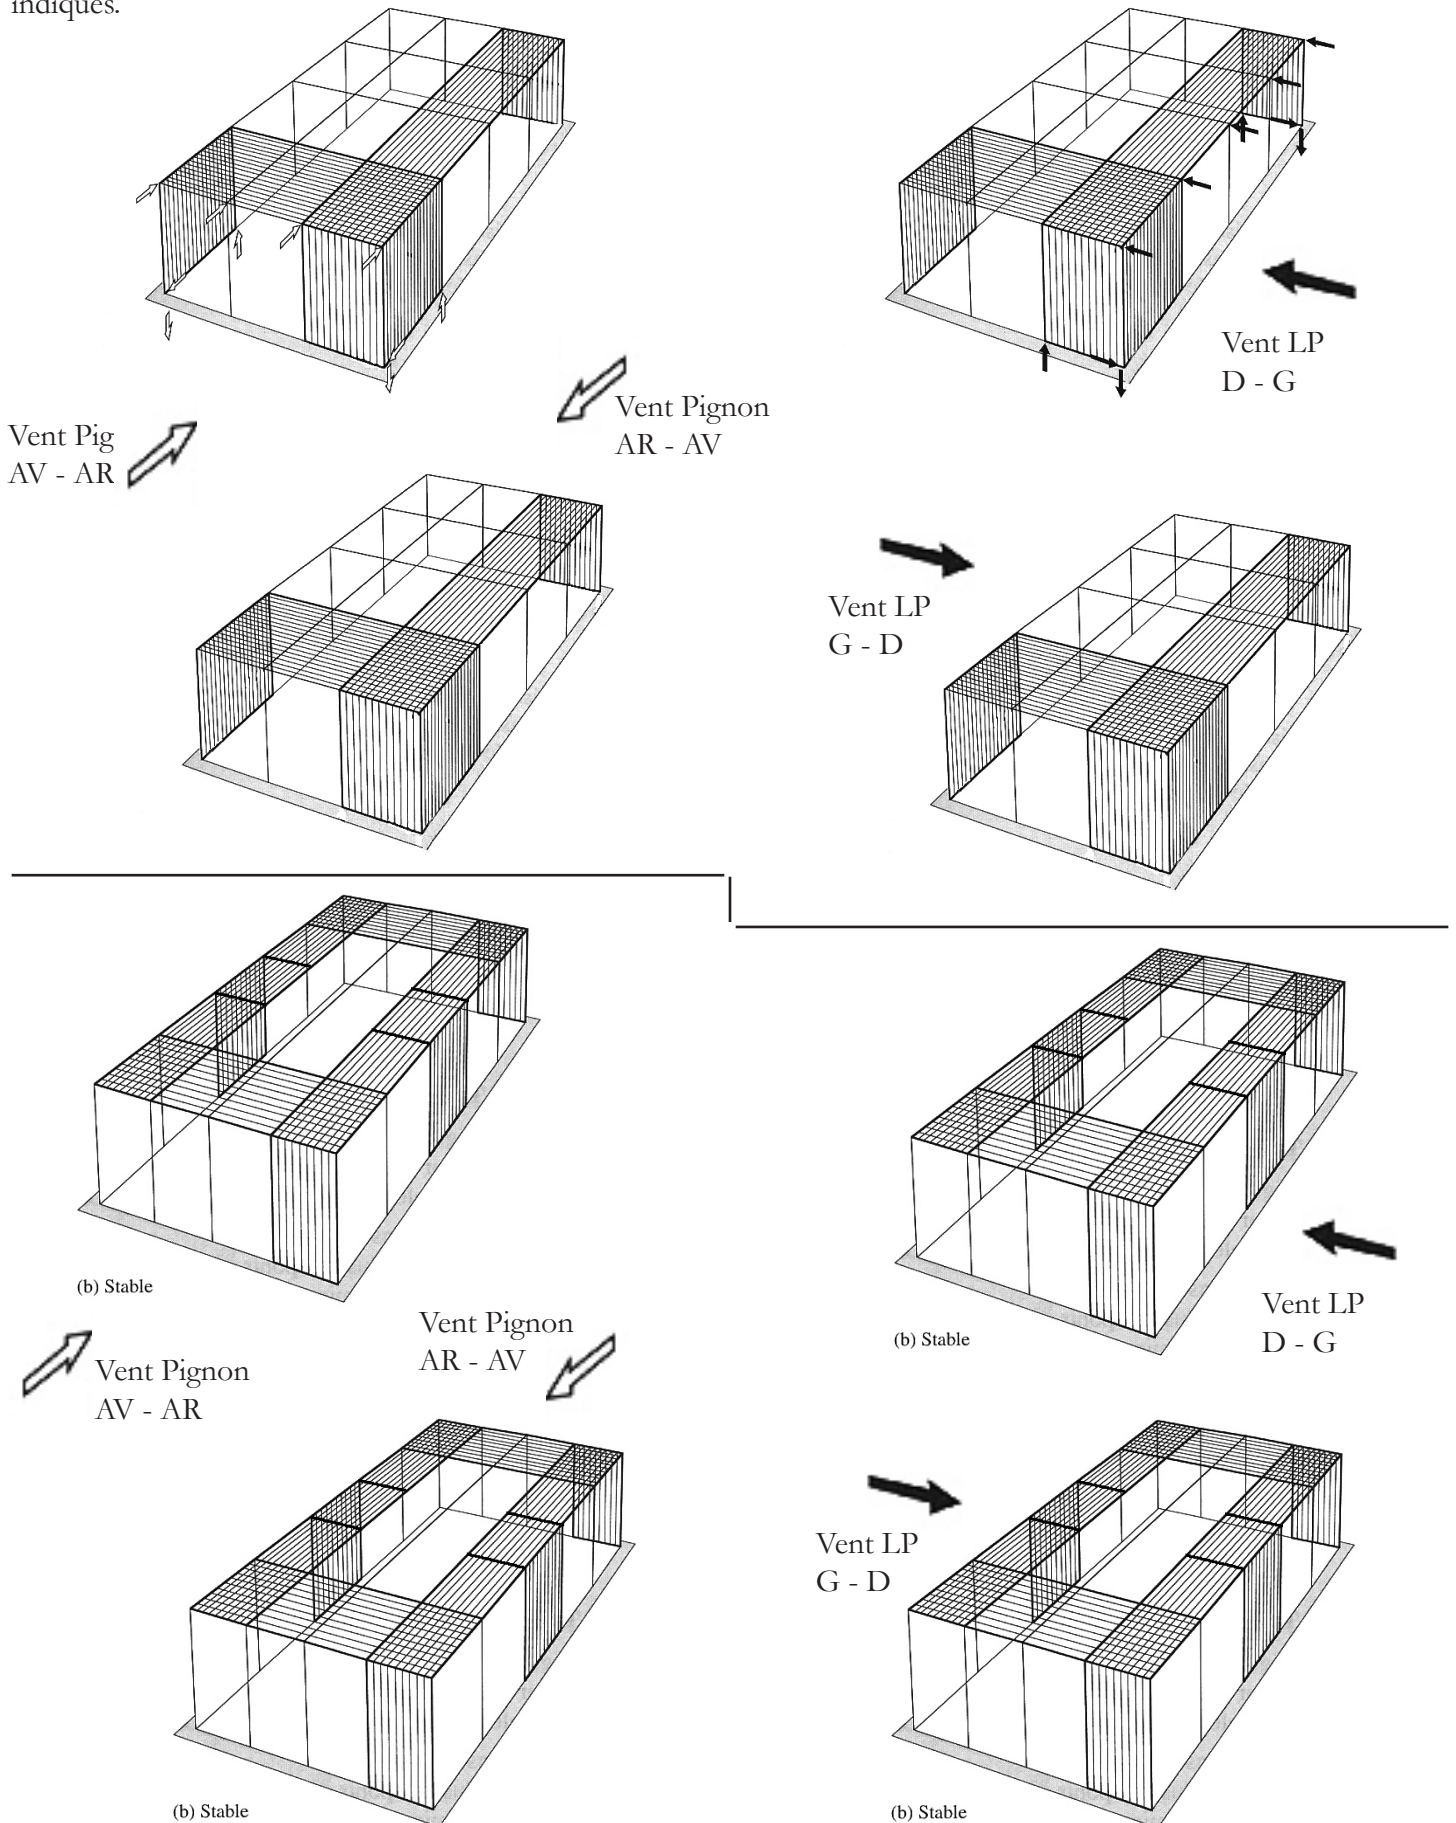 indiqués.
Vent LP
D - G
Vent Pignon
AR - AV
Vent Pig
AV - AR
Vent LP
G - D
(b) Stable
Vent Pignon
AR - AV
Vent Pignon
AV - AR
(b) Stable
Vent LP
D - G
Vent LP
G - D
(b) Stable
(b) Stable